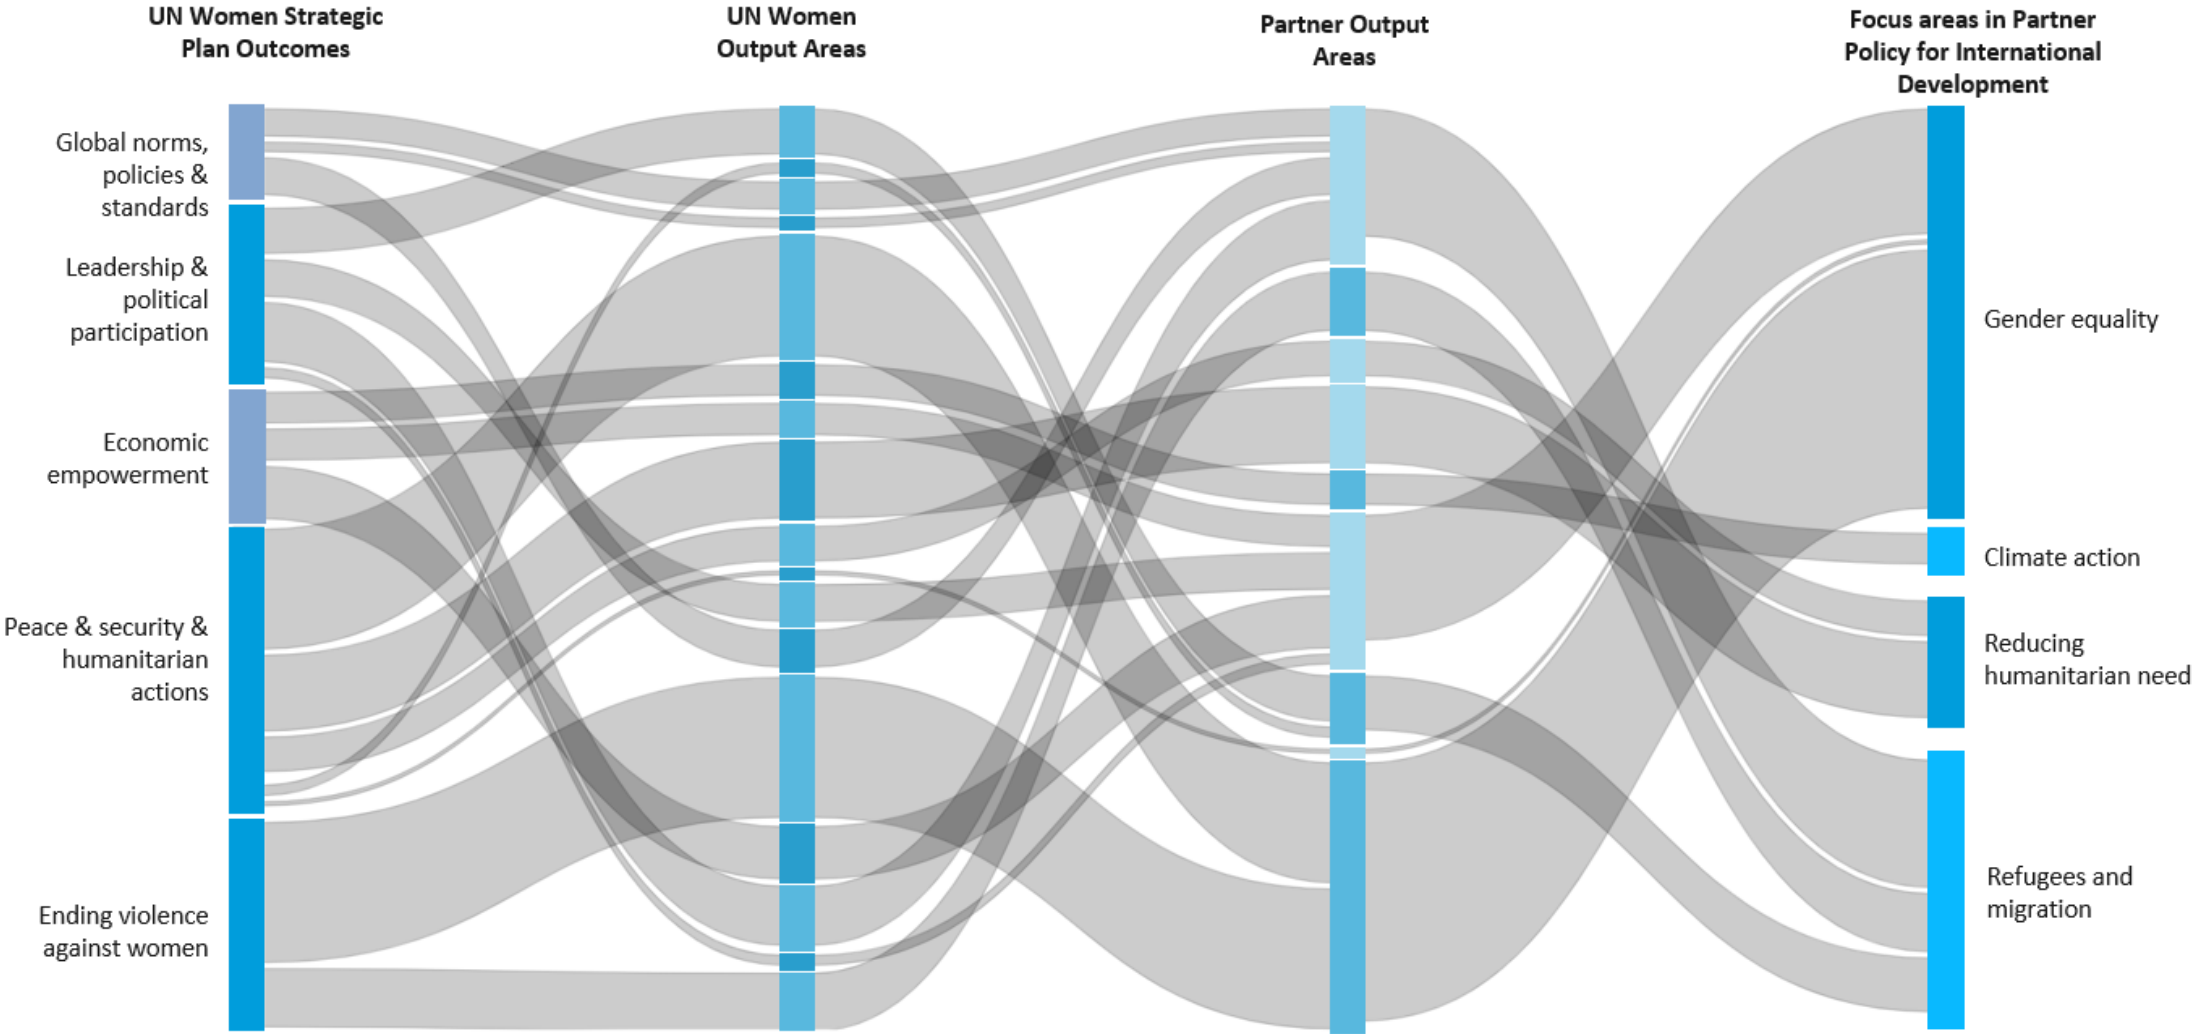 UN Women Strategic
Plan Outcomes
UN Women
Output Areas
Partner Output
Areas
Focus areas in Partner
Policy for International
Development
Global norms,
policies &
standards
Leadership &
political
participation
Economic
empowerment
Peace & security &
humanitarian
actions
Ending violence
against women
Gender equality
Climate action
Reducing
humanitarian need
Refugees and
migration